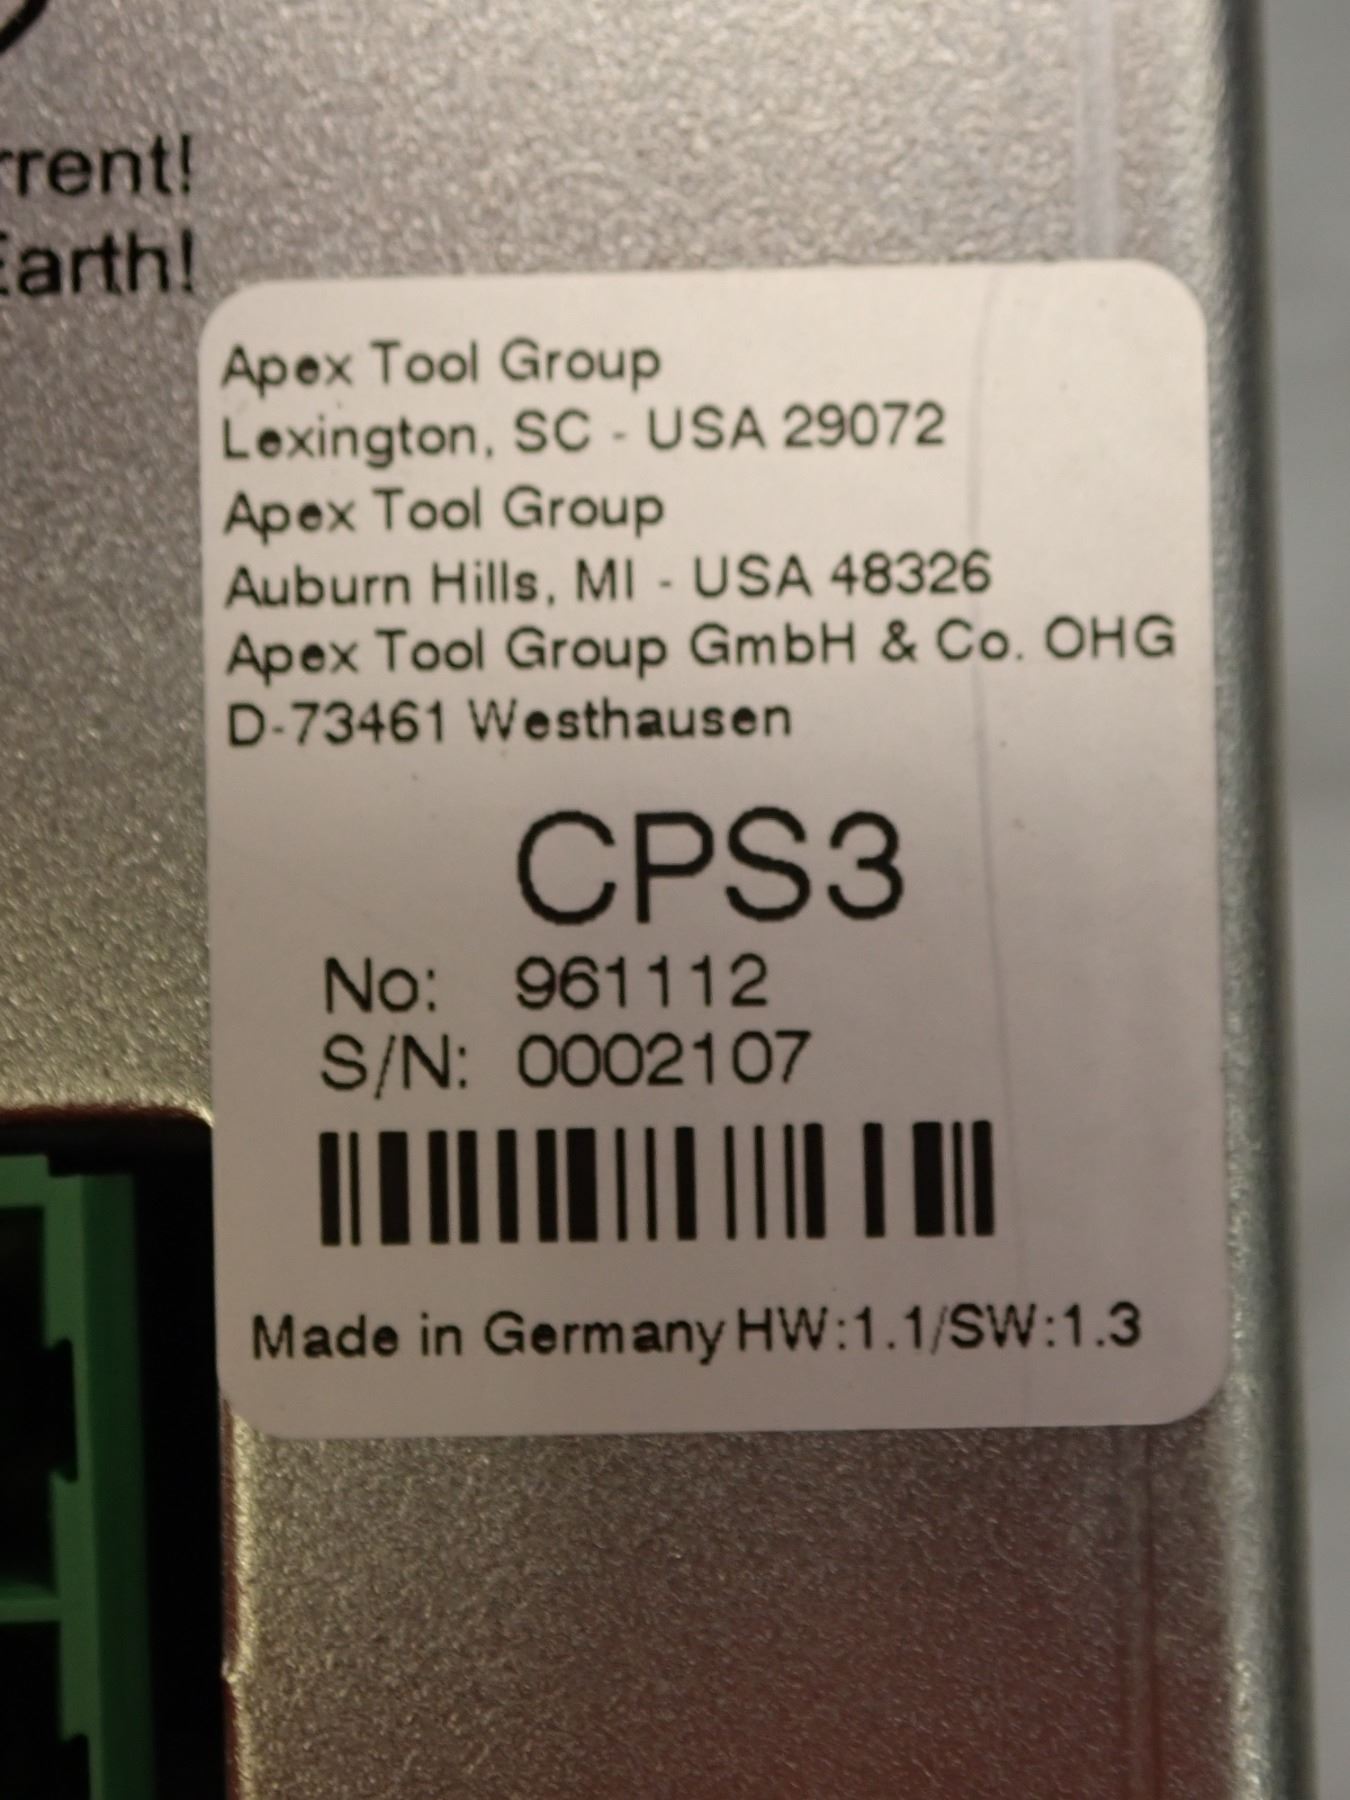 rrent!
Earth!
Apex Tool Group
Lexington, SC - USA 29072
Apex Tool Group
Auburn Hills, MI - USA 48326
Apex Tool Group GmbH & Co. OHG
D-73461 Westhausen
CPS3
No: 961112
S/N: 0002107
Made in Germany HW:1.1/SW:1.3